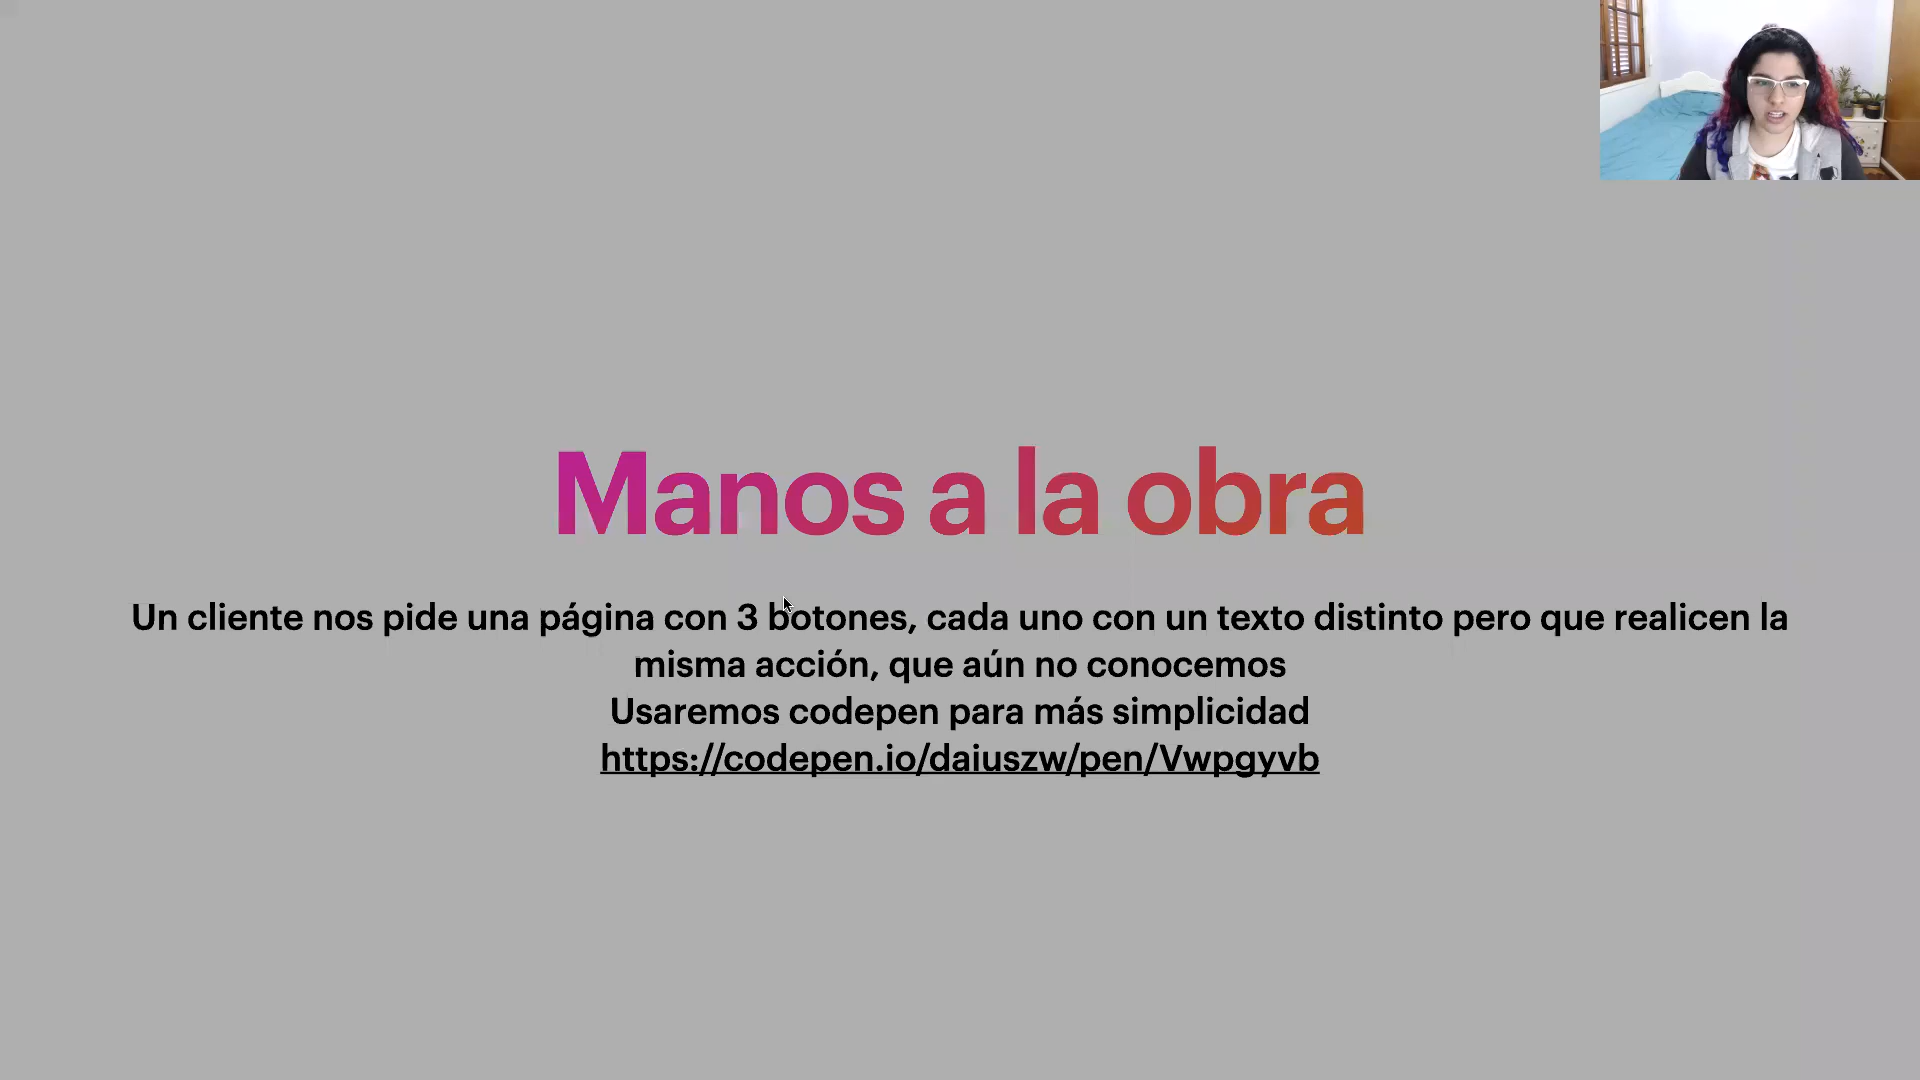 Manos a la obra
Un cliente nos pide una página con 3 botones, cada uno con un texto distinto pero que realicen la
misma acción, que aún no conocemos
Usaremos codepen para más simplicidad
https://codepen.io/daiuszw/pen/Vwpgyvb